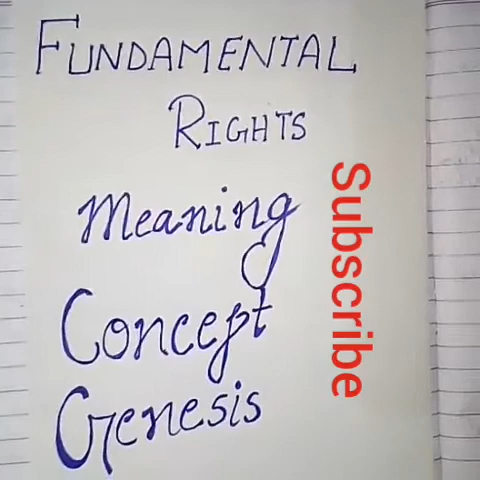 FUNDAMENTAL
RIGHTS
Meaning
Concept
Genesis
Subscribe